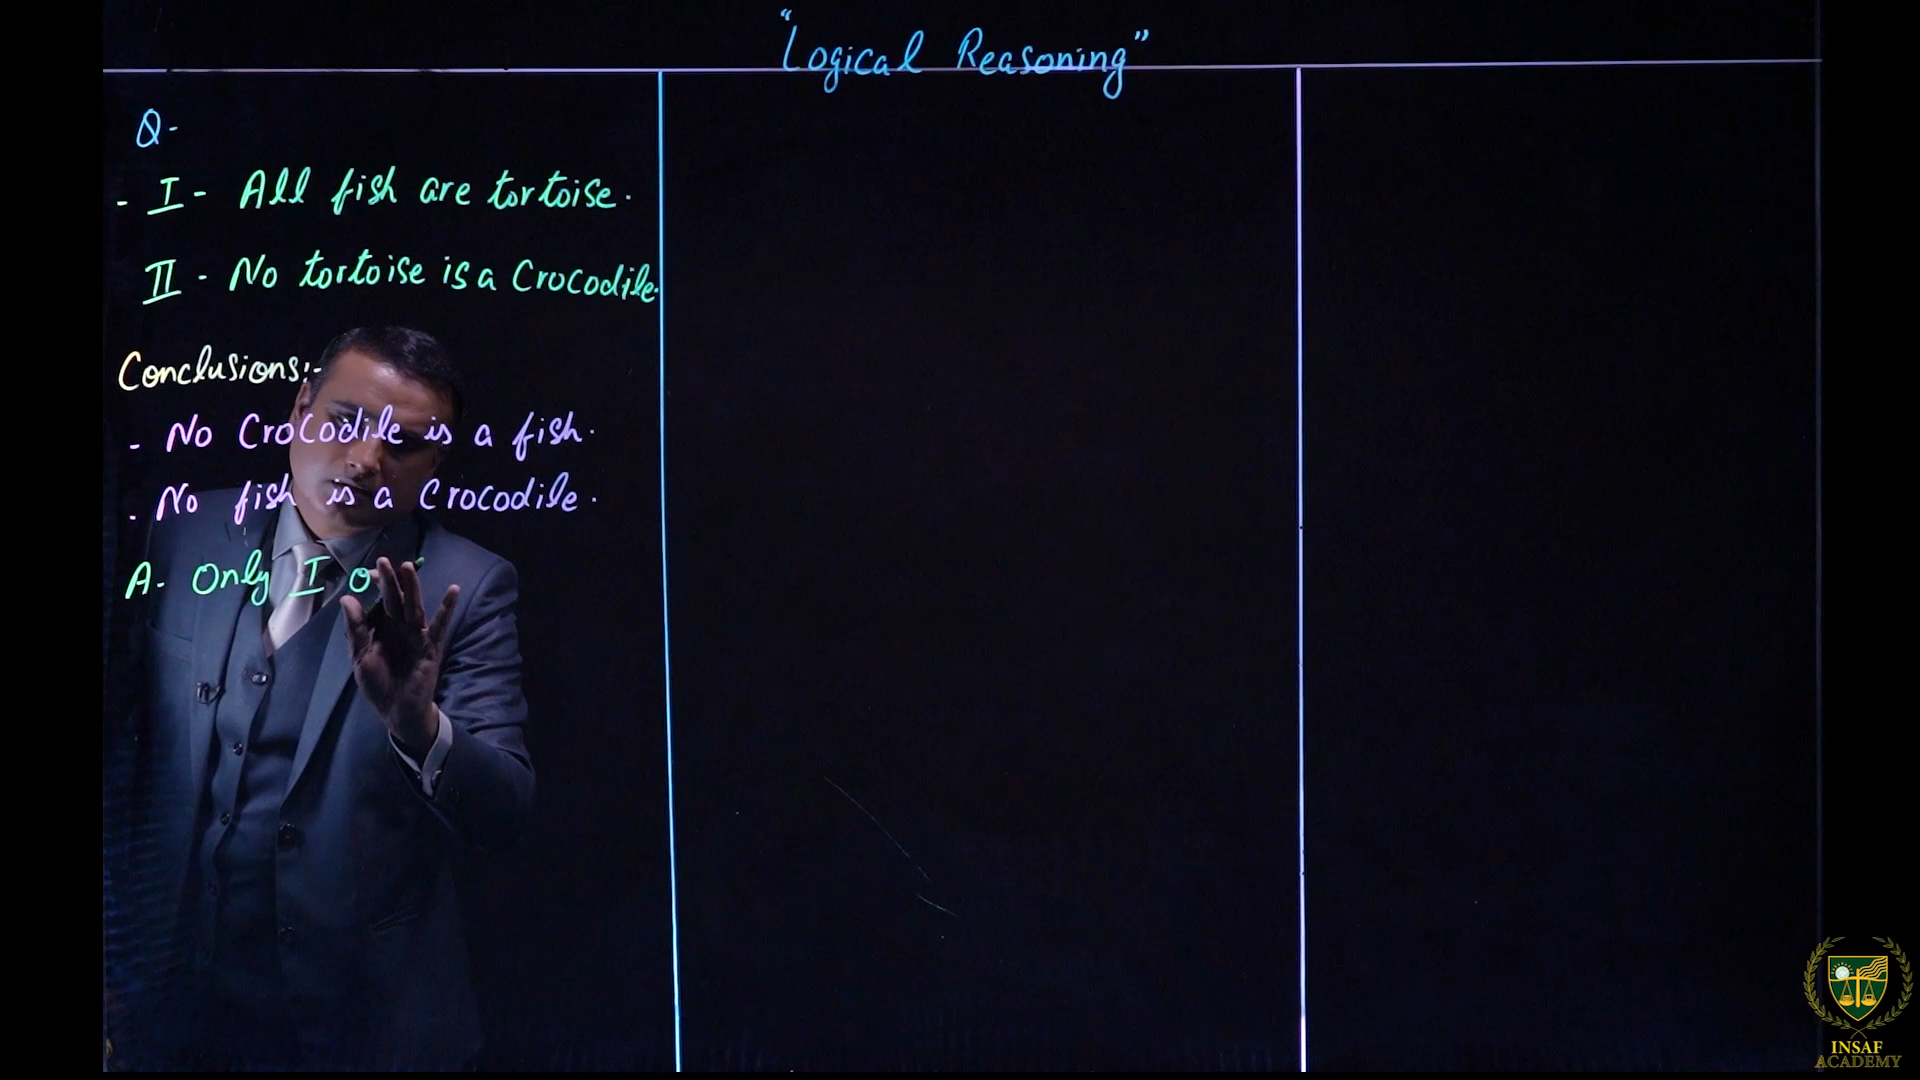 "Logical Reasoning"
Q-
- I - All fish are tortoise.
II - No tortoise is a Crocodile.
Conclusions:-
- No Crocodile is a fish.
- No fish is a Crocodile.
A- Only I
INSAF
ACADEMY